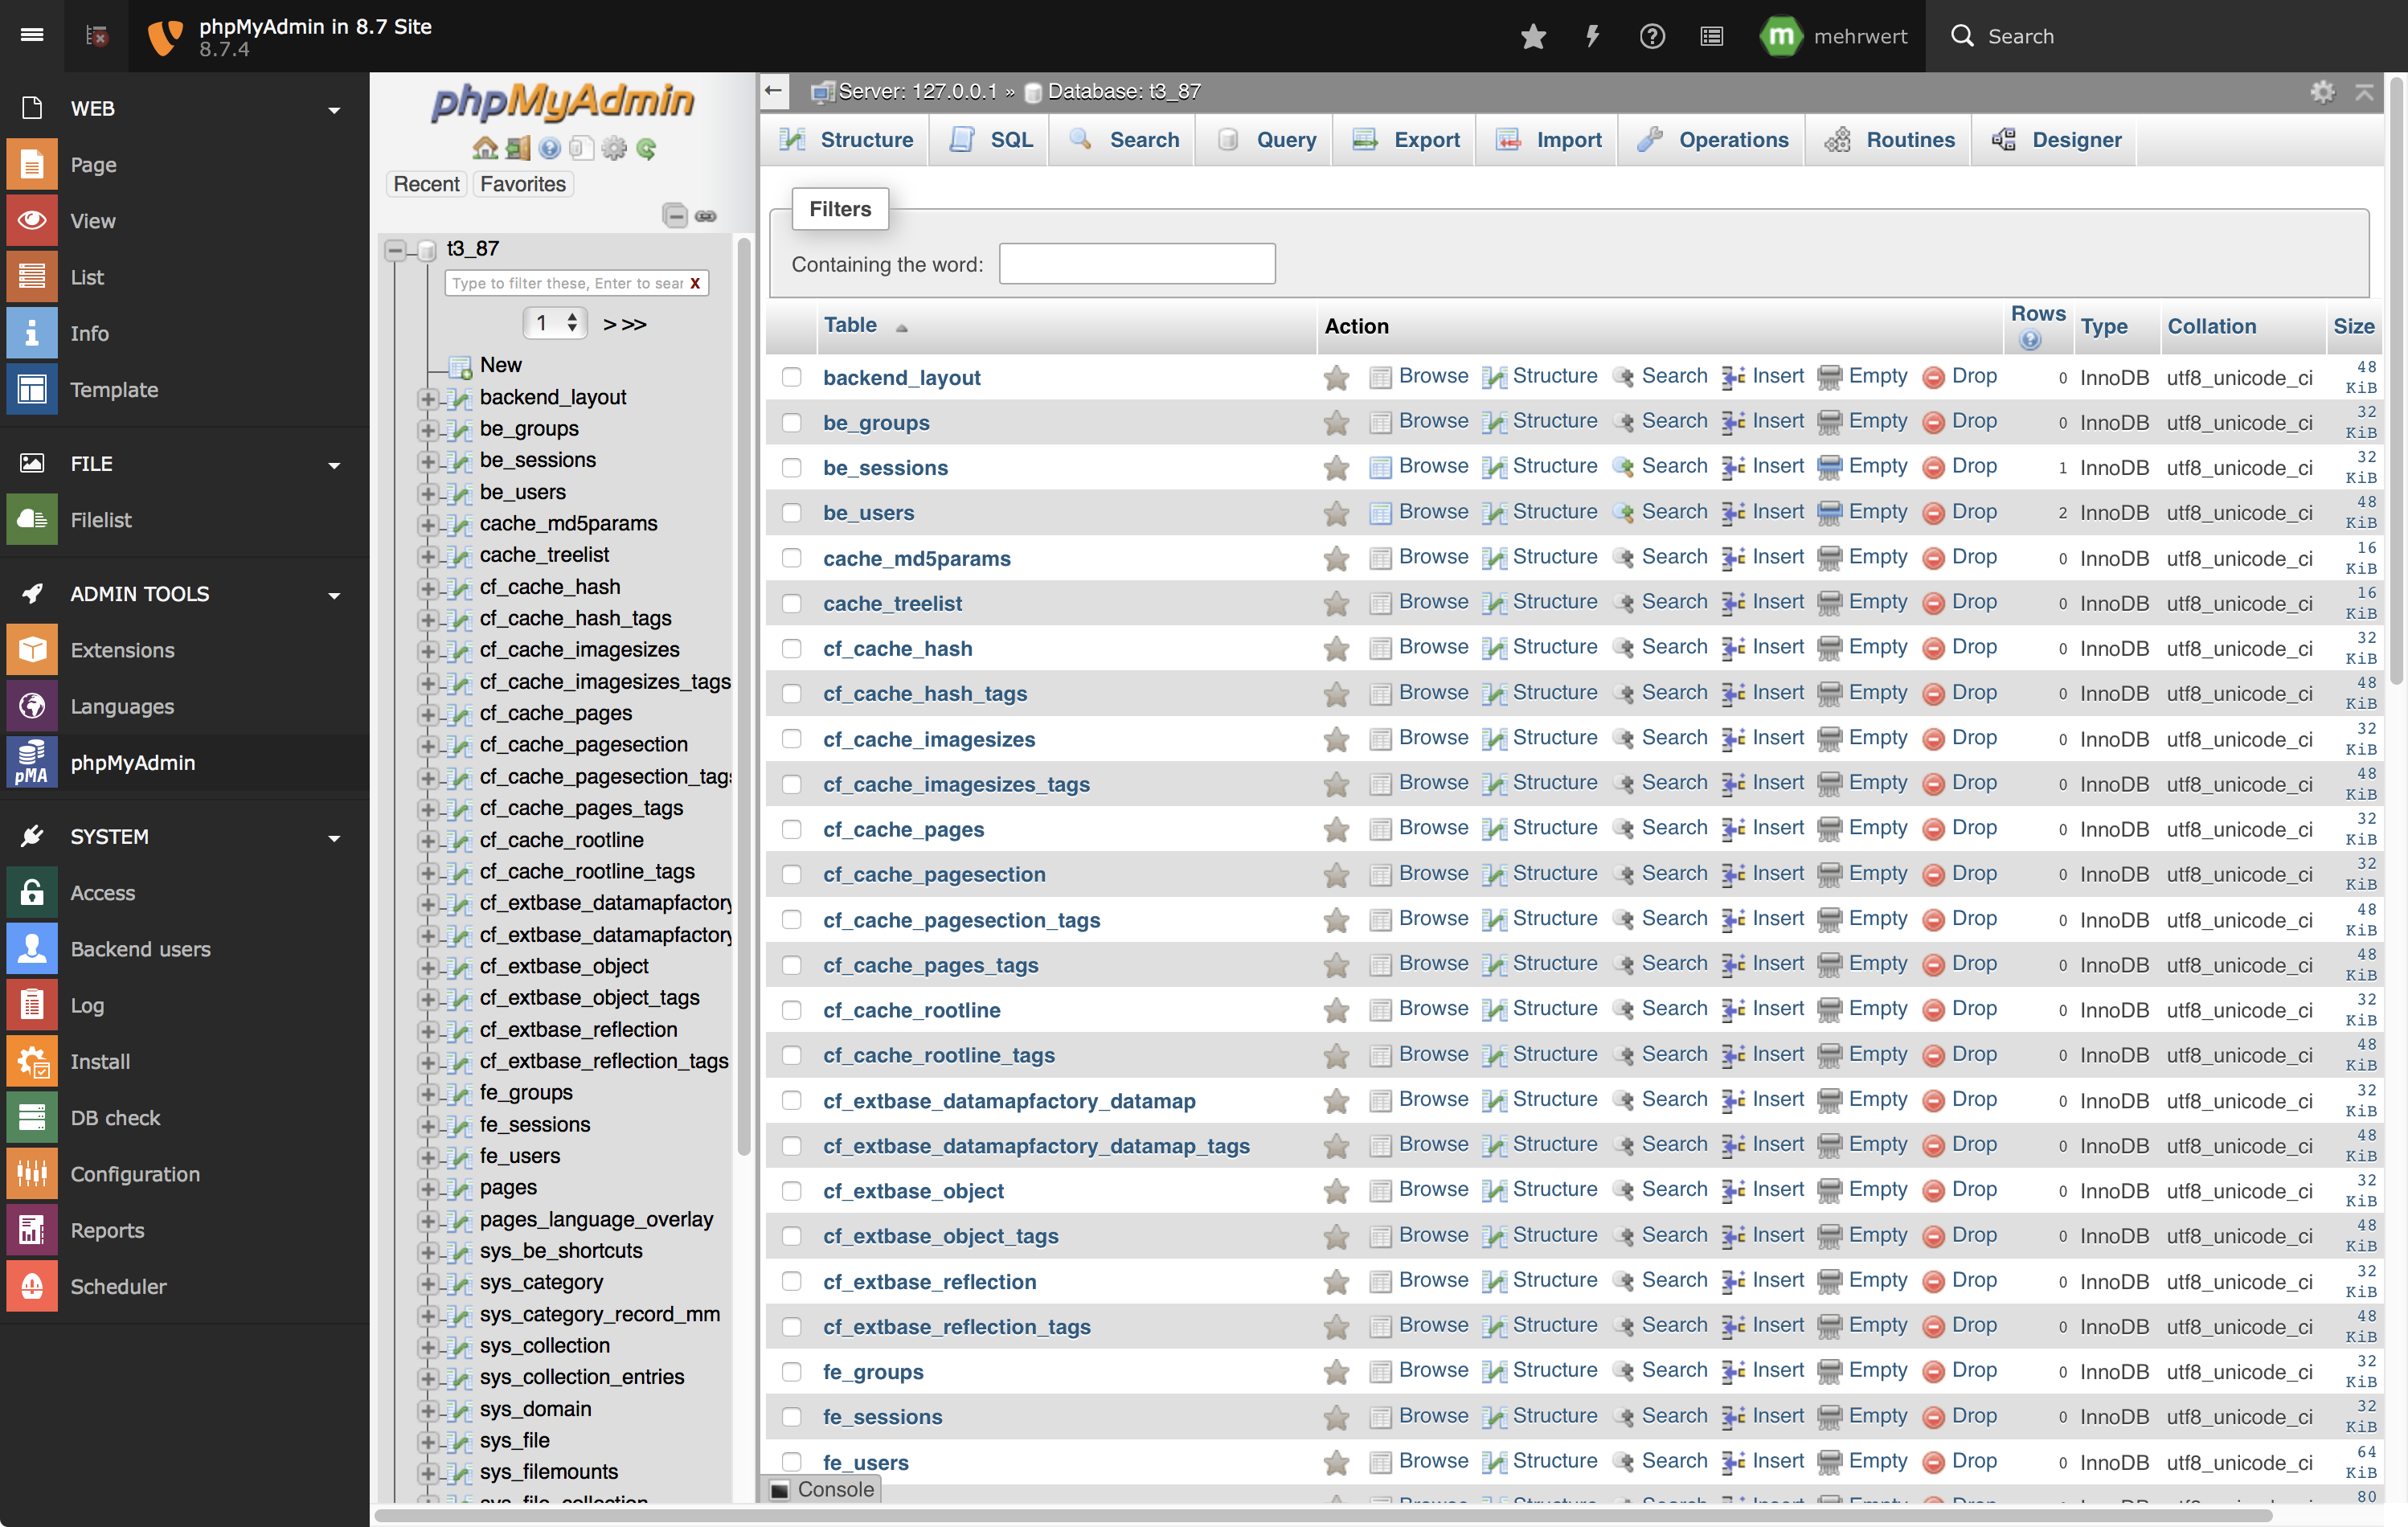 phpMyAdmin in 8.7 Site
8.7.4
m mehrwert
Search
WEB
Page
View
List
Info
Template
FILE
Filelist
ADMIN TOOLS
Extensions
Languages
pMA phpMyAdmin
SYSTEM
Access
Backend users
Log
Install
DB check
Configuration
Reports
Scheduler
phpMyAdmin
Recent Favorites
t3_87
Type to filter these, Enter to sear X
1 > >>
New
backend_layout
be_groups
be_sessions
be_users
cache_md5params
cache_treelist
cf_cache_hash
cf_cache_hash_tags
cf_cache_imagesizes
cf_cache_imagesizes_tags
cf_cache_pages
cf_cache_pagesection
cf_cache_pagesection_tags
cf_cache_pages_tags
cf_cache_rootline
cf_cache_rootline_tags
cf_extbase_datamapfactory
cf_extbase_datamapfactory
cf_extbase_object
cf_extbase_object_tags
cf_extbase_reflection
cf_extbase_reflection_tags
fe_groups
fe_sessions
fe_users
pages
pages_language_overlay
sys_be_shortcuts
sys_category
sys_category_record_mm
sys_collection
sys_collection_entries
sys_domain
sys_file
sys_filemounts
sys_file_collection
Server: 127.0.0.1 » Database: t3_87
Structure SQL Search Query Export Import Operations Routines Designer
Filters
Containing the word:
Table Action Rows Type Collation Size
backend_layout Browse Structure Search Insert Empty Drop 0 InnoDB utf8_unicode_ci 48 KiB
be_groups Browse Structure Search Insert Empty Drop 0 InnoDB utf8_unicode_ci 32 KiB
be_sessions Browse Structure Search Insert Empty Drop 1 InnoDB utf8_unicode_ci 32 KiB
be_users Browse Structure Search Insert Empty Drop 2 InnoDB utf8_unicode_ci 48 KiB
cache_md5params Browse Structure Search Insert Empty Drop 0 InnoDB utf8_unicode_ci 16 KiB
cache_treelist Browse Structure Search Insert Empty Drop 0 InnoDB utf8_unicode_ci 16 KiB
cf_cache_hash Browse Structure Search Insert Empty Drop 0 InnoDB utf8_unicode_ci 32 KiB
cf_cache_hash_tags Browse Structure Search Insert Empty Drop 0 InnoDB utf8_unicode_ci 48 KiB
cf_cache_imagesizes Browse Structure Search Insert Empty Drop 0 InnoDB utf8_unicode_ci 32 KiB
cf_cache_imagesizes_tags Browse Structure Search Insert Empty Drop 0 InnoDB utf8_unicode_ci 48 KiB
cf_cache_pages Browse Structure Search Insert Empty Drop 0 InnoDB utf8_unicode_ci 32 KiB
cf_cache_pagesection Browse Structure Search Insert Empty Drop 0 InnoDB utf8_unicode_ci 32 KiB
cf_cache_pagesection_tags Browse Structure Search Insert Empty Drop 0 InnoDB utf8_unicode_ci 48 KiB
cf_cache_pages_tags Browse Structure Search Insert Empty Drop 0 InnoDB utf8_unicode_ci 48 KiB
cf_cache_rootline Browse Structure Search Insert Empty Drop 0 InnoDB utf8_unicode_ci 32 KiB
cf_cache_rootline_tags Browse Structure Search Insert Empty Drop 0 InnoDB utf8_unicode_ci 48 KiB
cf_extbase_datamapfactory_datamap Browse Structure Search Insert Empty Drop 0 InnoDB utf8_unicode_ci 32 KiB
cf_extbase_datamapfactory_datamap_tags Browse Structure Search Insert Empty Drop 0 InnoDB utf8_unicode_ci 48 KiB
cf_extbase_object Browse Structure Search Insert Empty Drop 0 InnoDB utf8_unicode_ci 32 KiB
cf_extbase_object_tags Browse Structure Search Insert Empty Drop 0 InnoDB utf8_unicode_ci 48 KiB
cf_extbase_reflection Browse Structure Search Insert Empty Drop 0 InnoDB utf8_unicode_ci 32 KiB
cf_extbase_reflection_tags Browse Structure Search Insert Empty Drop 0 InnoDB utf8_unicode_ci 48 KiB
fe_groups Browse Structure Search Insert Empty Drop 0 InnoDB utf8_unicode_ci 32 KiB
fe_sessions Browse Structure Search Insert Empty Drop 0 InnoDB utf8_unicode_ci 32 KiB
fe_users Browse Structure Search Insert Empty Drop 0 InnoDB utf8_unicode_ci 64 KiB
80
Console